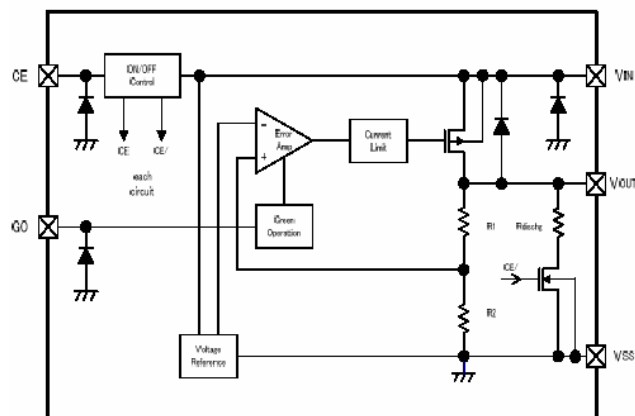 CE
ON/OFF
Control
VIN
CE
CE/
each
circuit
-
Error
Amp
+
Current
Limit
VOUT
GO
Green
Operation
R1
Rdischg
CE/
R2
Voltage
Reference
VSS